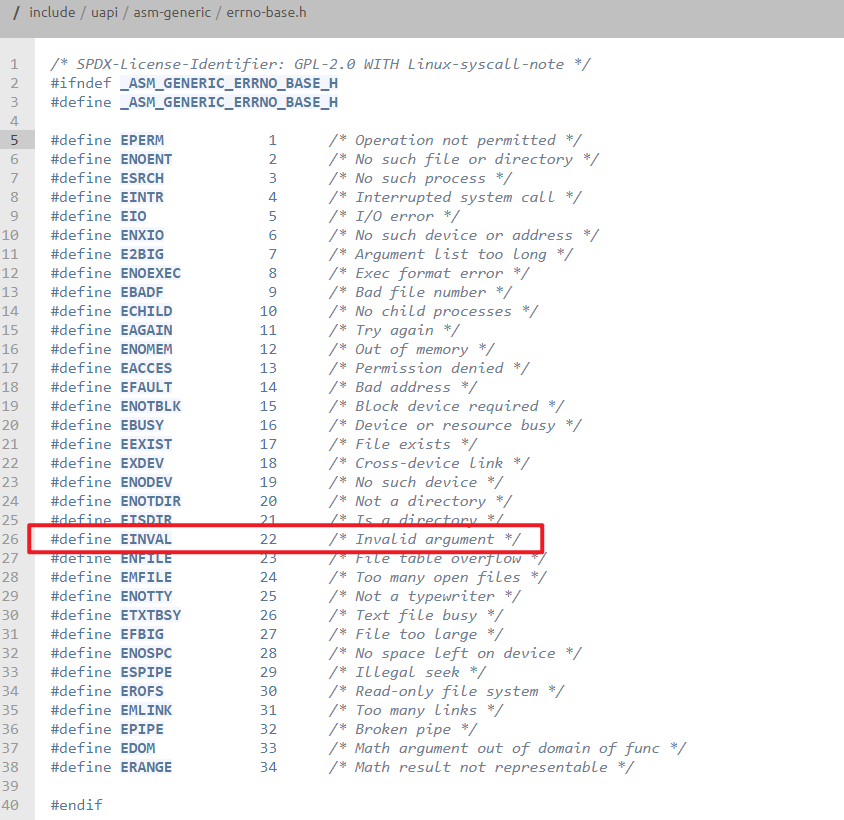 / include / uapi / asm-generic / errno-base.h
1 /* SPDX-License-Identifier: GPL-2.0 WITH Linux-syscall-note */
2 #ifndef _ASM_GENERIC_ERRNO_BASE_H
3 #define _ASM_GENERIC_ERRNO_BASE_H
4
5 #define EPERM 1 /* Operation not permitted */
6 #define ENOENT 2 /* No such file or directory */
7 #define ESRCH 3 /* No such process */
8 #define EINTR 4 /* Interrupted system call */
9 #define EIO 5 /* I/O error */
10 #define ENXIO 6 /* No such device or address */
11 #define E2BIG 7 /* Argument list too long */
12 #define ENOEXEC 8 /* Exec format error */
13 #define EBADF 9 /* Bad file number */
14 #define ECHILD 10 /* No child processes */
15 #define EAGAIN 11 /* Try again */
16 #define ENOMEM 12 /* Out of memory */
17 #define EACCES 13 /* Permission denied */
18 #define EFAULT 14 /* Bad address */
19 #define ENOTBLK 15 /* Block device required */
20 #define EBUSY 16 /* Device or resource busy */
21 #define EEXIST 17 /* File exists */
22 #define EXDEV 18 /* Cross-device link */
23 #define ENODEV 19 /* No such device */
24 #define ENOTDIR 20 /* Not a directory */
25 #define EISDIR 21 /* Is a directory */
26 #define EINVAL 22 /* Invalid argument */
27 #define ENFILE 23 /* File table overflow */
28 #define EMFILE 24 /* Too many open files */
29 #define ENOTTY 25 /* Not a typewriter */
30 #define ETXTBSY 26 /* Text file busy */
31 #define EFBIG 27 /* File too large */
32 #define ENOSPC 28 /* No space left on device */
33 #define ESPIPE 29 /* Illegal seek */
34 #define EROFS 30 /* Read-only file system */
35 #define EMLINK 31 /* Too many links */
36 #define EPIPE 32 /* Broken pipe */
37 #define EDOM 33 /* Math argument out of domain of func */
38 #define ERANGE 34 /* Math result not representable */
39
40 #endif